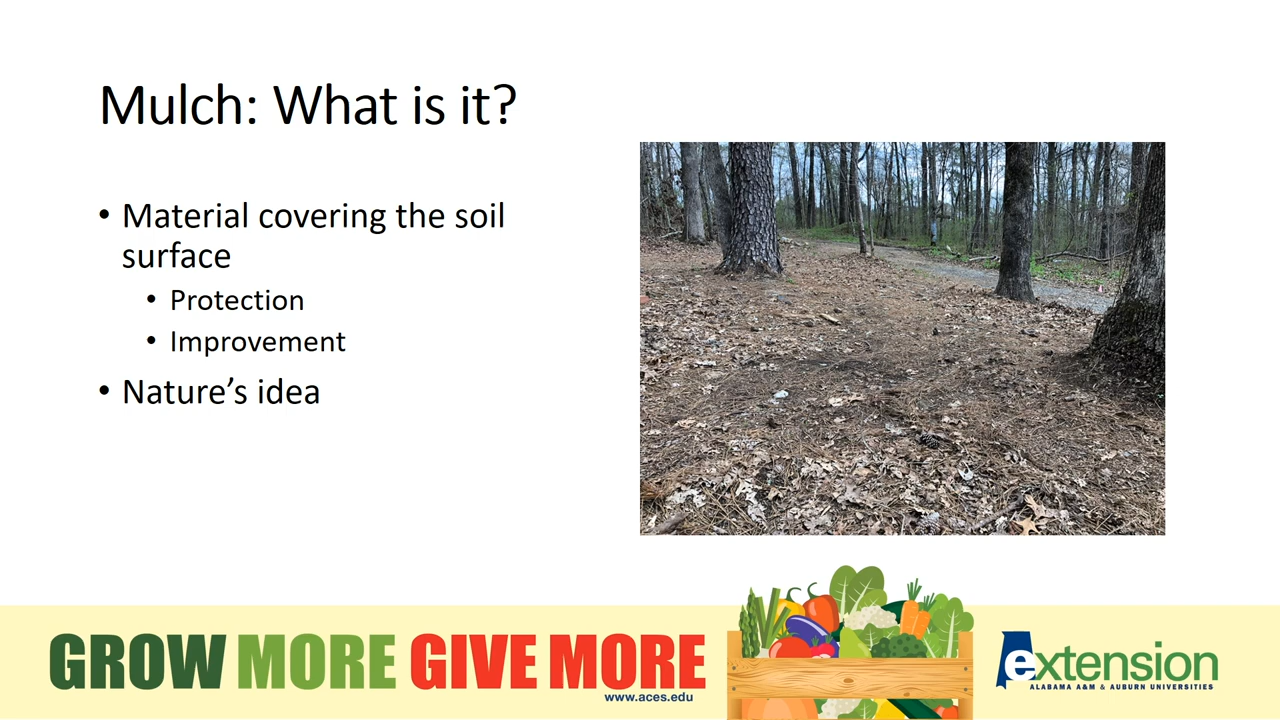 Mulch: What is it?
• Material covering the soil
surface
• Protection
• Improvement
• Nature’s idea
GROW MORE GIVE MORE
www.aces.edu
extension
ALABAMA A&M & AUBURN UNIVERSITIES